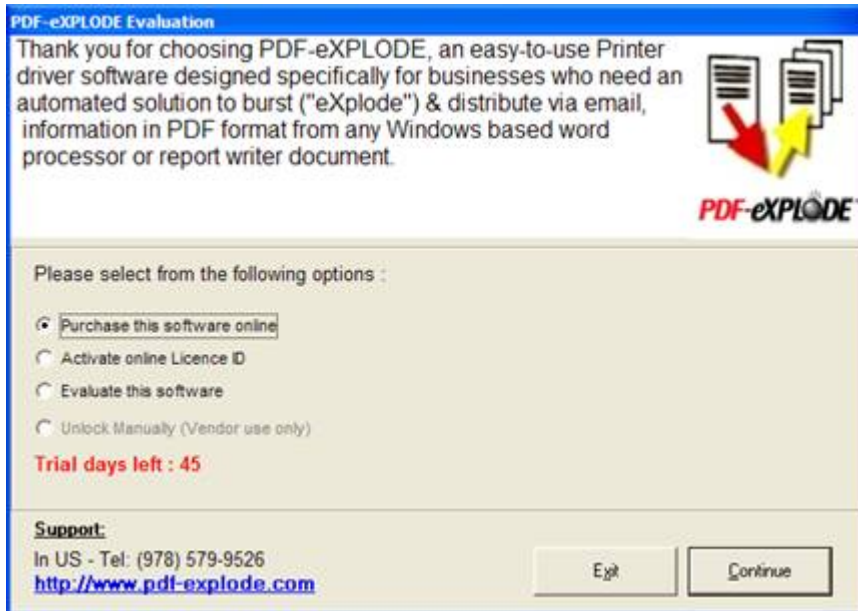 PDF-eXPLODE Evaluation
Thank you for choosing PDF-eXPLODE, an easy-to-use Printer
driver software designed specifically for businesses who need an
automated solution to burst ("eXplode") & distribute via email,
information in PDF format from any Windows based word
processor or report writer document.
PDF-eXPLODE
Please select from the following options :
Purchase this software online
Activate online Licence ID
Evaluate this software
Unlock Manually (Vendor use only)
Trial days left : 45
Support:
In US - Tel: (978) 579-9526
http://www.pdf-explode.com
Exit
Continue